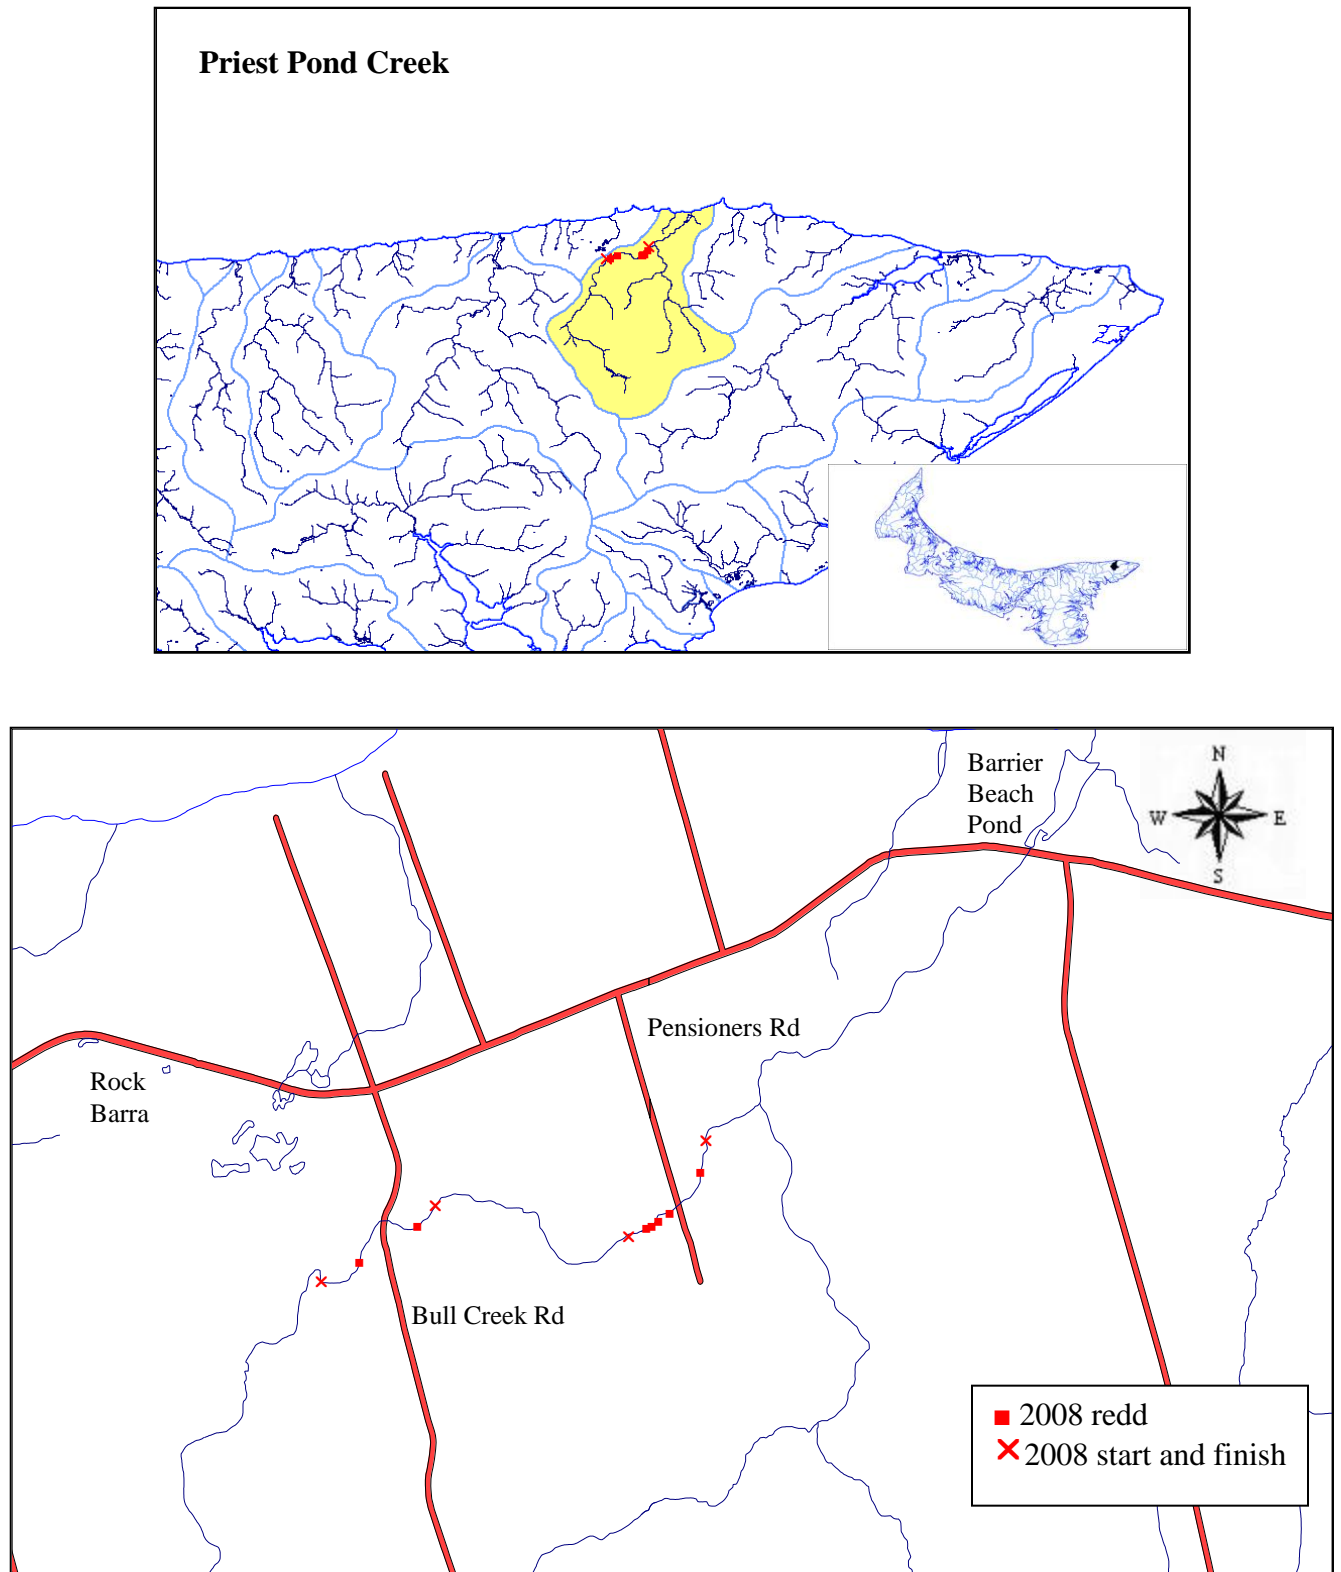 Priest Pond Creek
Barrier
Beach
Pond
N
W
E
S
Pensioners Rd
Rock
Barra
Bull Creek Rd
2008 redd
2008 start and finish